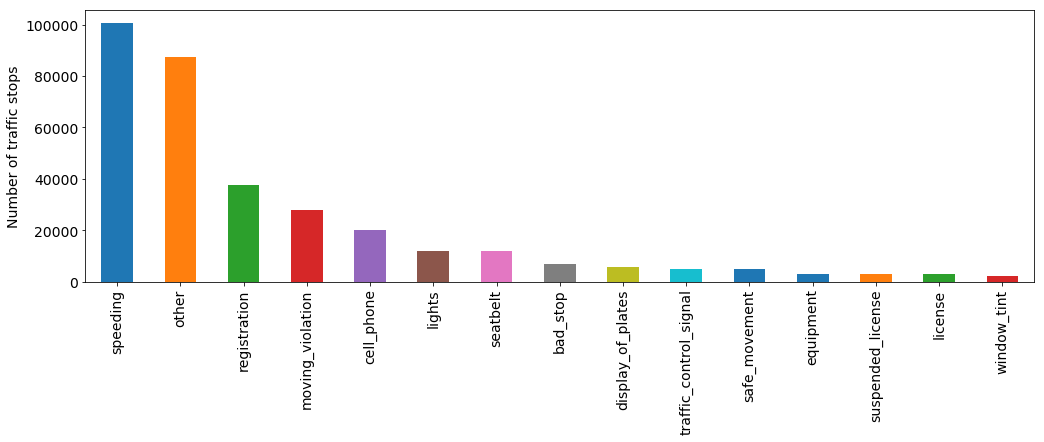 Number of traffic stops
100000
80000
60000
40000
20000
0
speeding
other
registration
moving_violation
cell_phone
lights
seatbelt
bad_stop
display_of_plates
traffic_control_signal
safe_movement
equipment
suspended_license
license
window_tint